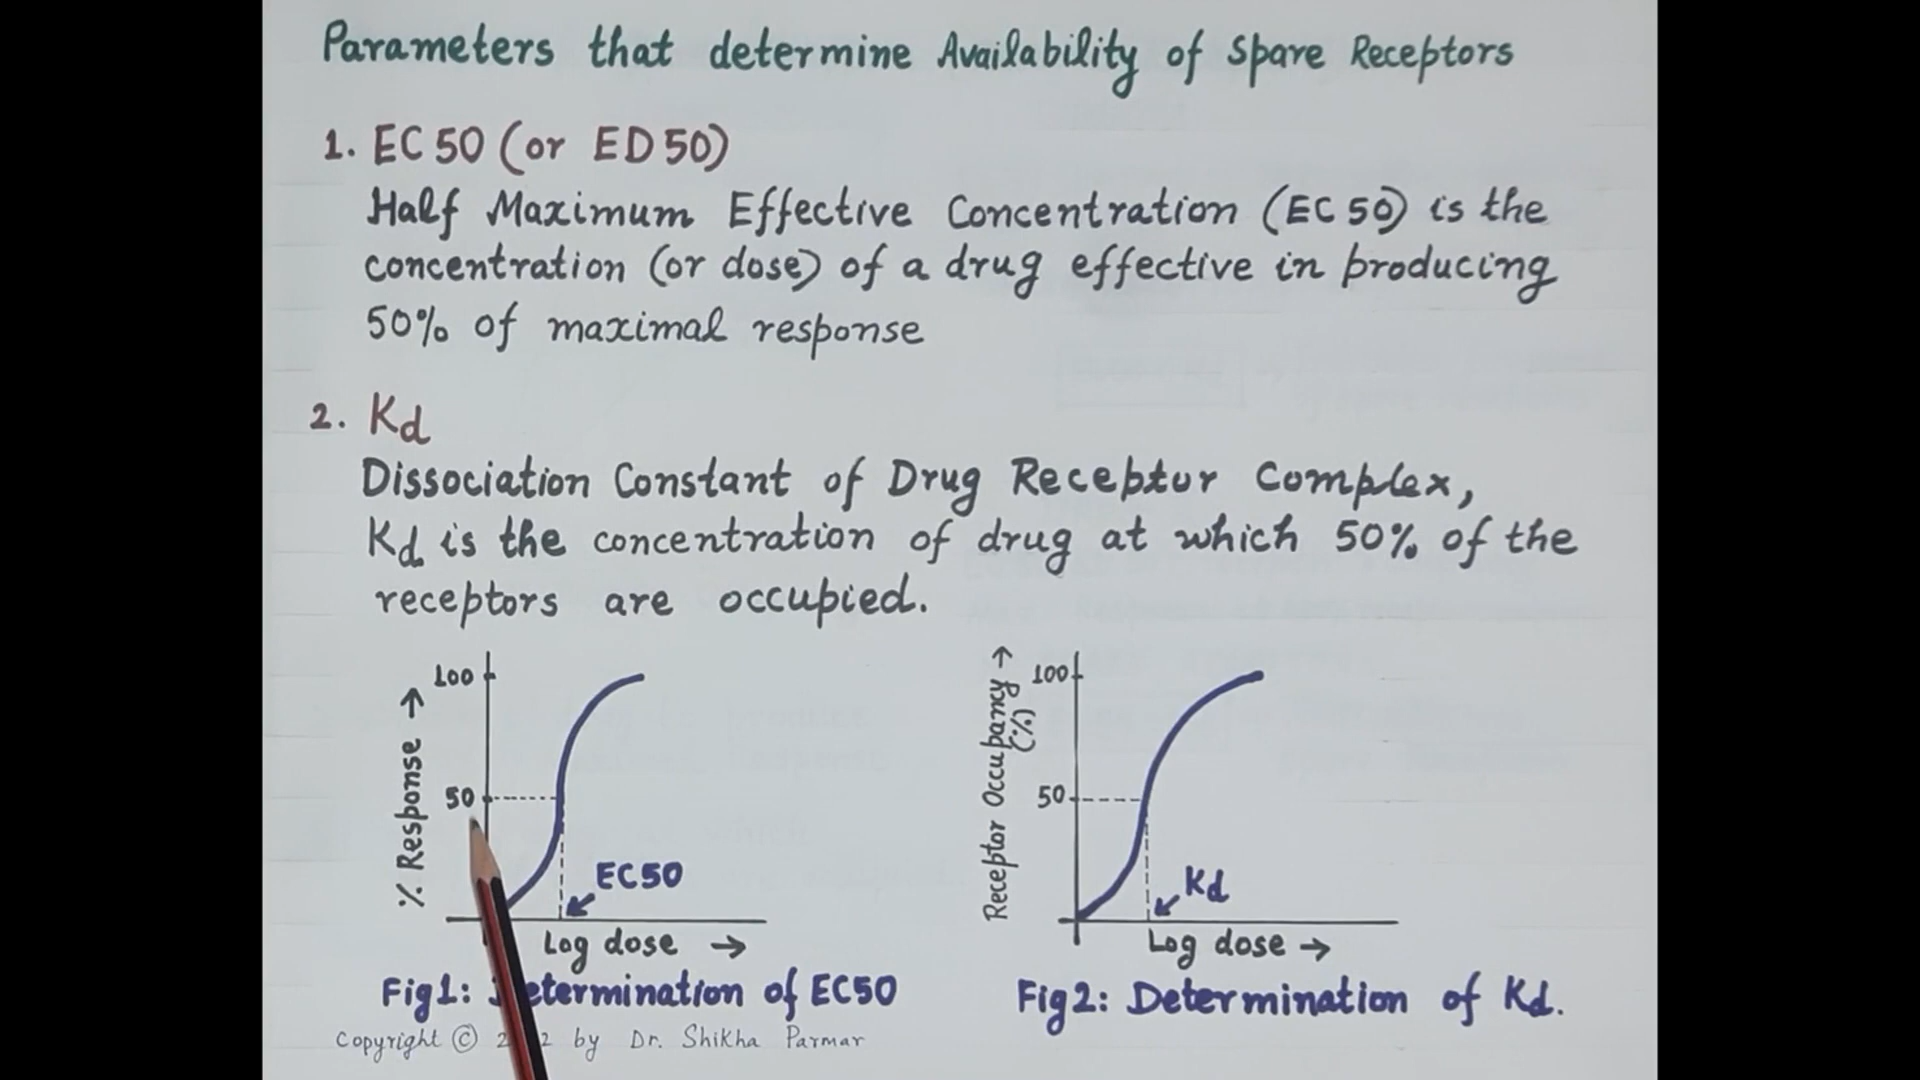 Parameters that determine Availability of Spare Receptors
1. EC 50 (or ED 50)
Half Maximum Effective Concentration (EC 50) is the
concentration (or dose) of a drug effective in producing
50% of maximal response
2. Kd
Dissociation Constant of Drug Receptor Complex,
Kd is the concentration of drug at which 50% of the
receptors are occupied.
% Response →
100
50
EC50
Log dose →
Fig1: Determination of EC50
Receptor Occupancy →
(%)
100
50
Kd
Log dose →
Fig2: Determination of Kd.
Copyright © by Dr. Shikha Parmar